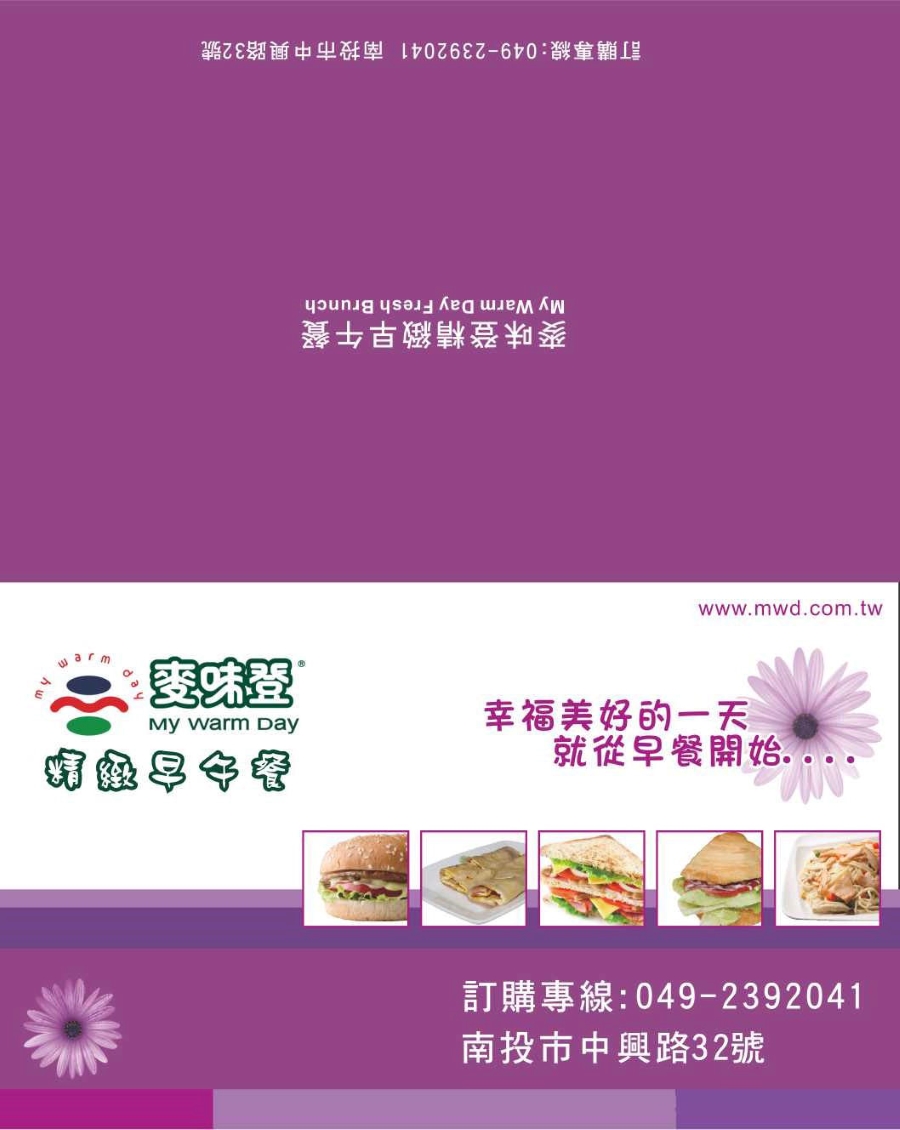 訂購專線:049-2392041 南投市中興路32號
麥味登精緻早午餐
My Warm Day Fresh Brunch
www.mwd.com.tw
my warm day
麥味登®
My Warm Day
精緻早午餐
幸福美好的一天
就從早餐開始....
訂購專線:049-2392041
南投市中興路32號